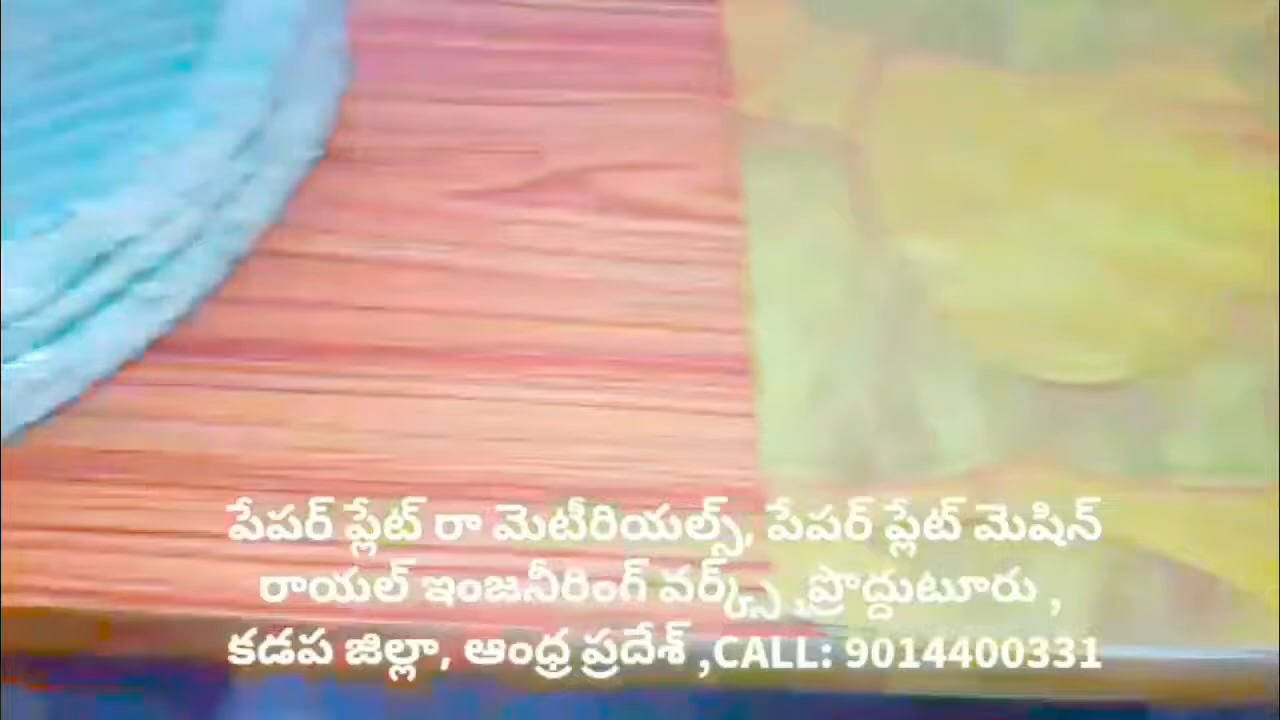 పేపర్ ప్లేట్ రా మెటీరియల్స్, పేపర్ ప్లేట్ మెషిన్
రాయల్ ఇంజనీరింగ్ వర్క్స్ ,ప్రొద్దుటూరు ,
కడప జిల్లా, ఆంధ్ర ప్రదేశ్ ,CALL: 9014400331